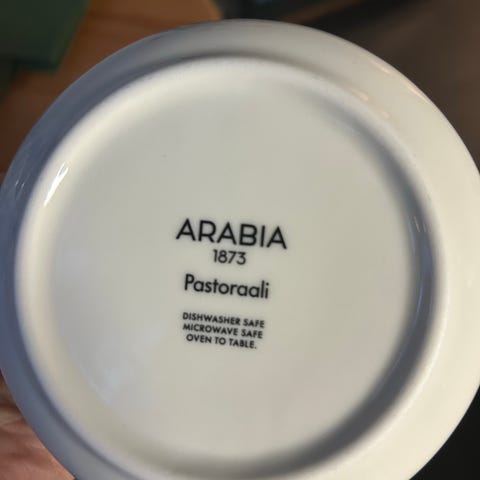 ARABIA
1873
Pastoraali
DISHWASHER SAFE
MICROWAVE SAFE
OVEN TO TABLE.